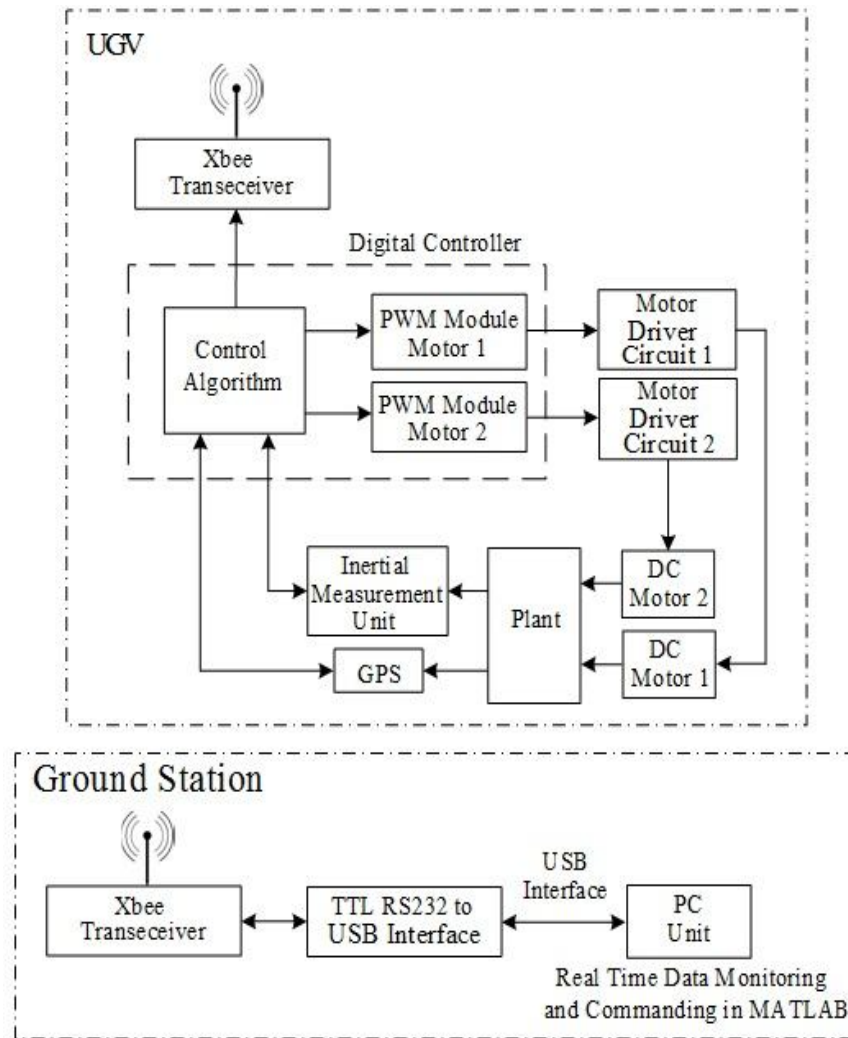 UGV
Xbee
Transeceiver
Digital Controller
Control
Algorithm
PWM Module
Motor 1
PWM Module
Motor 2
Motor
Driver
Circuit 1
Motor
Driver
Circuit 2
Inertial
Measurement
Unit
GPS
Plant
DC
Motor 2
DC
Motor 1
Ground Station
Xbee
Transeceiver
TTL RS232 to
USB Interface
USB
Interface
PC
Unit
Real Time Data Monitoring
and Commanding in MATLAB